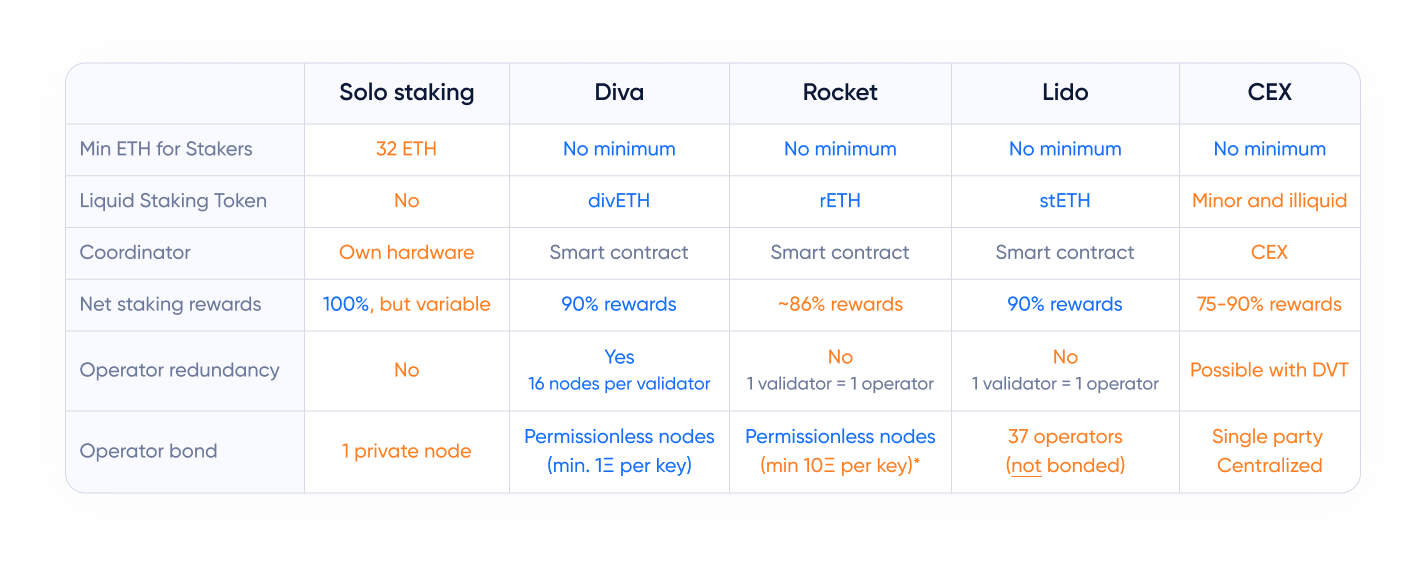 Solo staking Diva Rocket Lido CEX
Min ETH for Stakers 32 ETH No minimum No minimum No minimum No minimum
Liquid Staking Token No divETH rETH stETH Minor and illiquid
Coordinator Own hardware Smart contract Smart contract Smart contract CEX
Net staking rewards 100%, but variable 90% rewards ~86% rewards 90% rewards 75-90% rewards
Operator redundancy No Yes No No Possible with DVT
16 nodes per validator 1 validator = 1 operator 1 validator = 1 operator
Operator bond 1 private node Permissionless nodes Permissionless nodes 37 operators Single party
(min. 1Ξ per key) (min 10Ξ per key)* (not bonded) Centralized